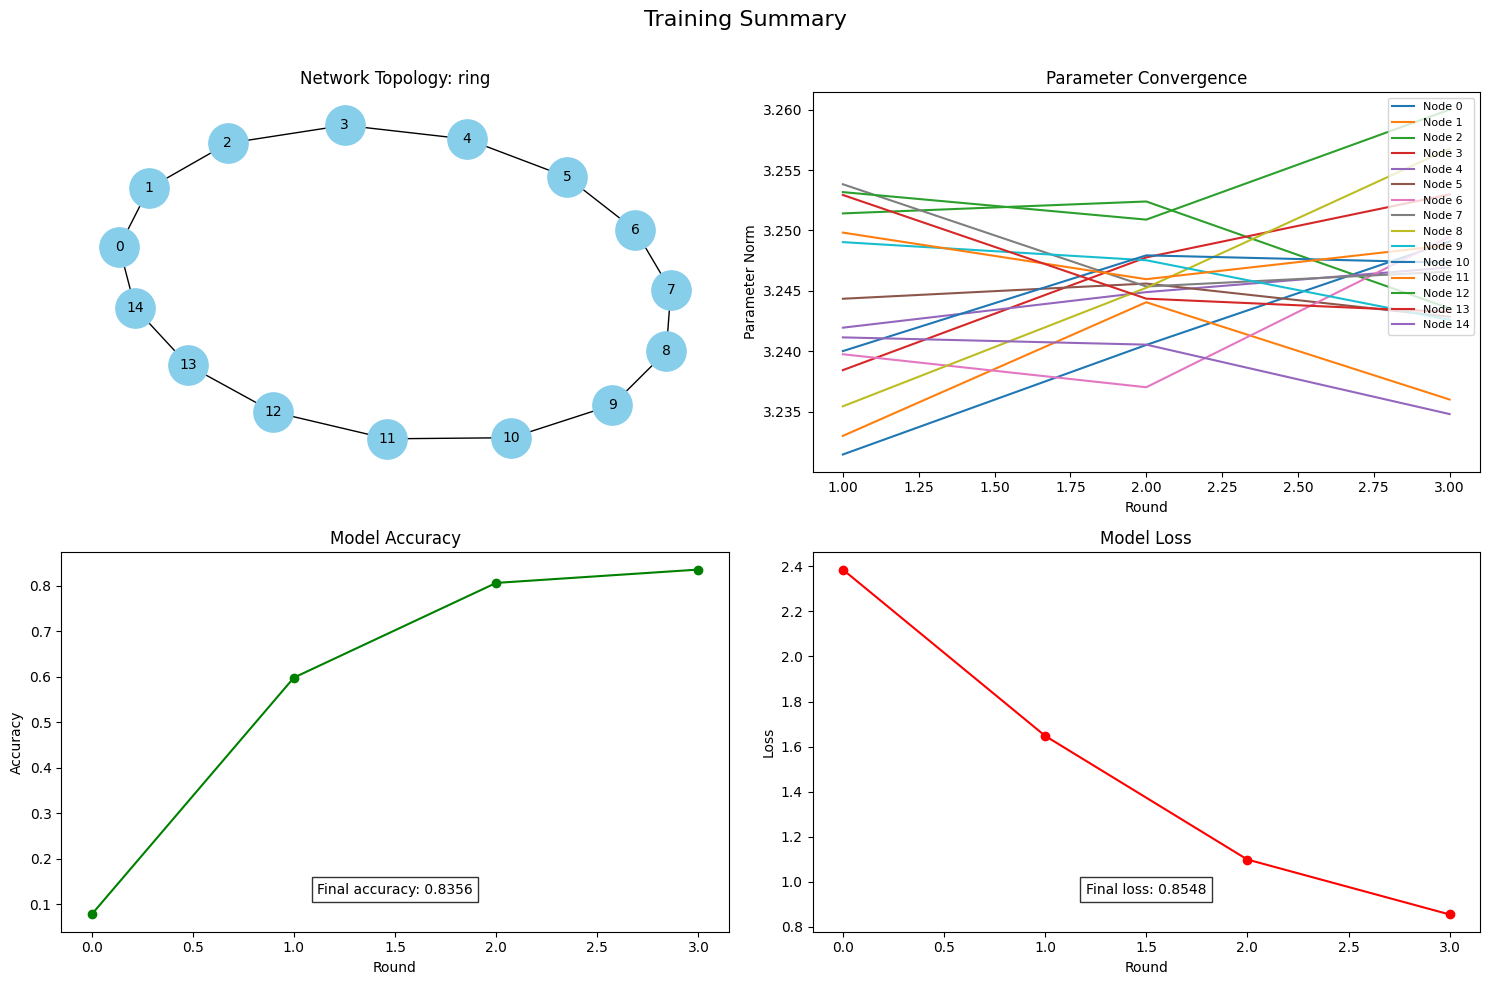 Training Summary
Network Topology: ring
3
4
2
5
1
6
0
7
14
8
13
9
12
11
10
Parameter Convergence
Parameter Norm
3.260
3.255
3.250
3.245
3.240
3.235
Node 0
Node 1
Node 2
Node 3
Node 4
Node 5
Node 6
Node 7
Node 8
Node 9
Node 10
Node 11
Node 12
Node 13
Node 14
1.00 1.25 1.50 1.75 2.00 2.25 2.50 2.75 3.00
Round
Model Accuracy
Accuracy
0.8
0.7
0.6
0.5
0.4
0.3
0.2
0.1
Final accuracy: 0.8356
0.0 0.5 1.0 1.5 2.0 2.5 3.0
Round
Model Loss
Loss
2.4
2.2
2.0
1.8
1.6
1.4
1.2
1.0
0.8
Final loss: 0.8548
0.0 0.5 1.0 1.5 2.0 2.5 3.0
Round